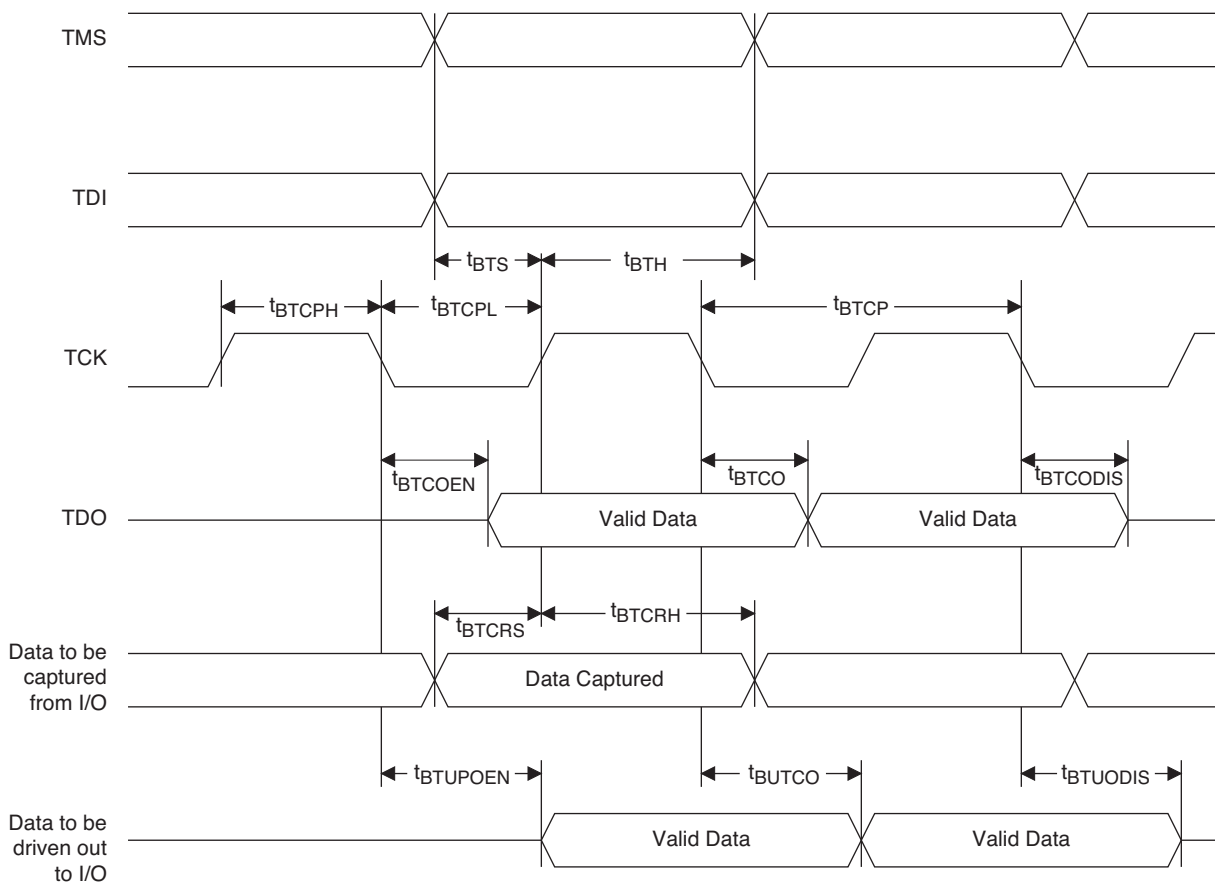 TMS
TDI
tBTS
tBTH
tBTCPH
tBTCPL
tBTCP
TCK
tBTCOEN
tBTCO
tBTCODIS
TDO
Valid Data
Valid Data
tBTCRS
tBTCRH
Data to be
captured
from I/O
Data Captured
tBTUPOEN
tBUTCO
tBTUODIS
Data to be
driven out
to I/O
Valid Data
Valid Data